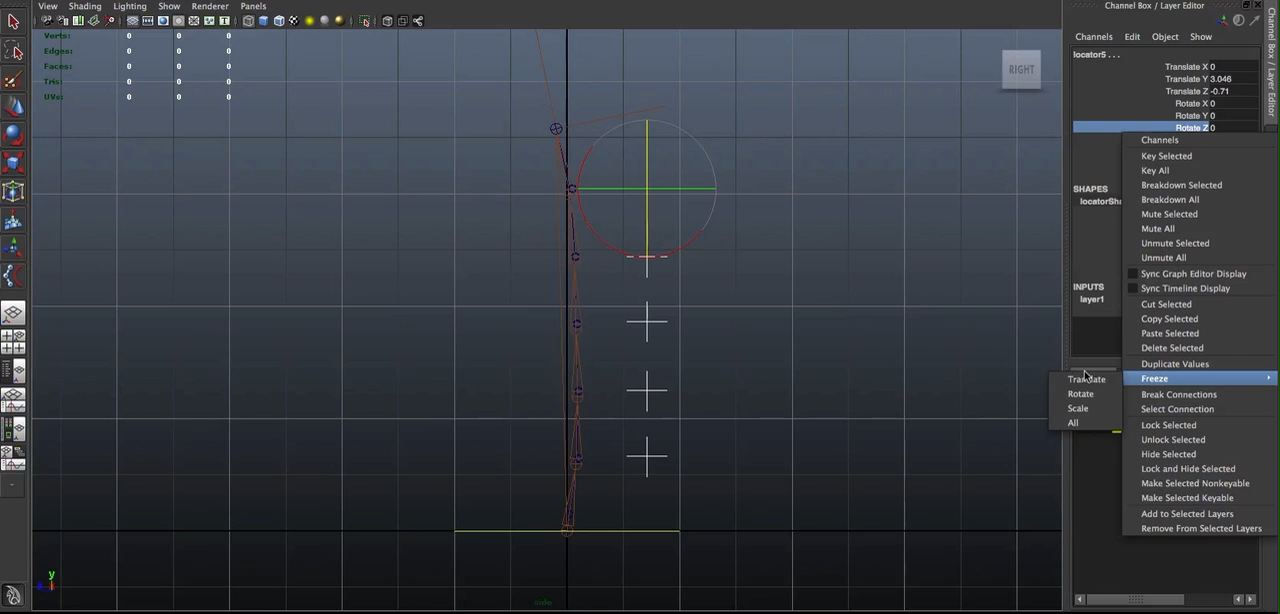 View Shading Lighting Show Renderer Panels
Verts: 0 0 0
Edges: 0 0 0
Faces: 0 0 0
Tris: 0 0 0
UVs: 0 0 0
RIGHT
y
side
Channel Box / Layer Editor
Channels Edit Object Show
locator5 . . .
Translate X 0
Translate Y 3.046
Translate Z -0.71
Rotate X 0
Rotate Y 0
Rotate Z 0
SHAPES
locatorSha
INPUTS
layer1
Channels
Key Selected
Key All
Breakdown Selected
Breakdown All
Mute Selected
Mute All
Unmute Selected
Unmute All
Sync Graph Editor Display
Sync Timeline Display
Cut Selected
Copy Selected
Paste Selected
Delete Selected
Duplicate Values
Freeze
Break Connections
Select Connection
Lock Selected
Unlock Selected
Hide Selected
Lock and Hide Selected
Make Selected Nonkeyable
Make Selected Keyable
Add to Selected Layers
Remove From Selected Layers
Translate
Rotate
Scale
All
Channel Box / Layer Editor